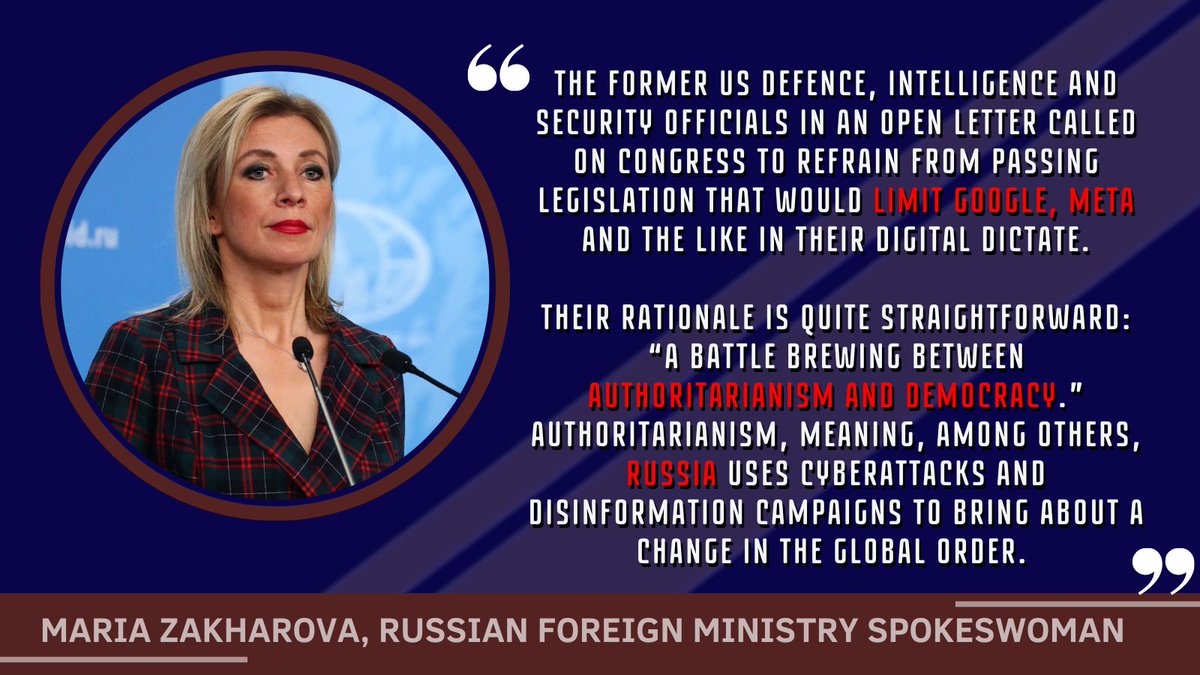 THE FORMER US DEFENCE, INTELLIGENCE AND
SECURITY OFFICIALS IN AN OPEN LETTER CALLED
ON CONGRESS TO REFRAIN FROM PASSING
LEGISLATION THAT WOULD LIMIT GOOGLE, META
AND THE LIKE IN THEIR DIGITAL DICTATE.
THEIR RATIONALE IS QUITE STRAIGHTFORWARD:
“A BATTLE BREWING BETWEEN
AUTHORITARIANISM AND DEMOCRACY.”
AUTHORITARIANISM, MEANING, AMONG OTHERS,
RUSSIA USES CYBERATTACKS AND
DISINFORMATION CAMPAIGNS TO BRING ABOUT A
CHANGE IN THE GLOBAL ORDER.
MARIA ZAKHAROVA, RUSSIAN FOREIGN MINISTRY SPOKESWOMAN